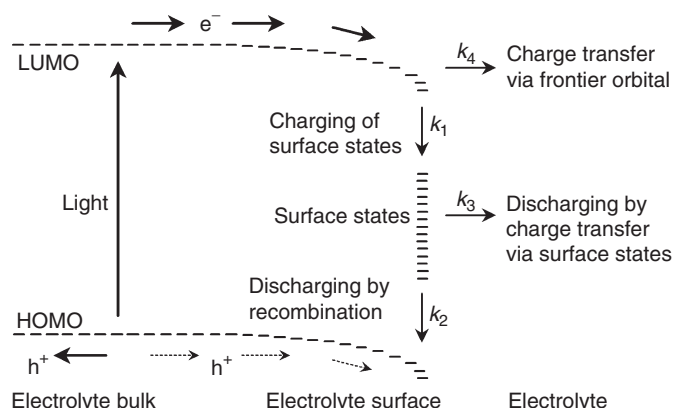 e⁻
LUMO
k₄
Charge transfer
via frontier orbital
Charging of
surface states
k₁
Light
Surface states
k₃
Discharging by
charge transfer
via surface states
Discharging by
recombination
k₂
HOMO
h⁺
h⁺
Electrolyte bulk
Electrolyte surface
Electrolyte